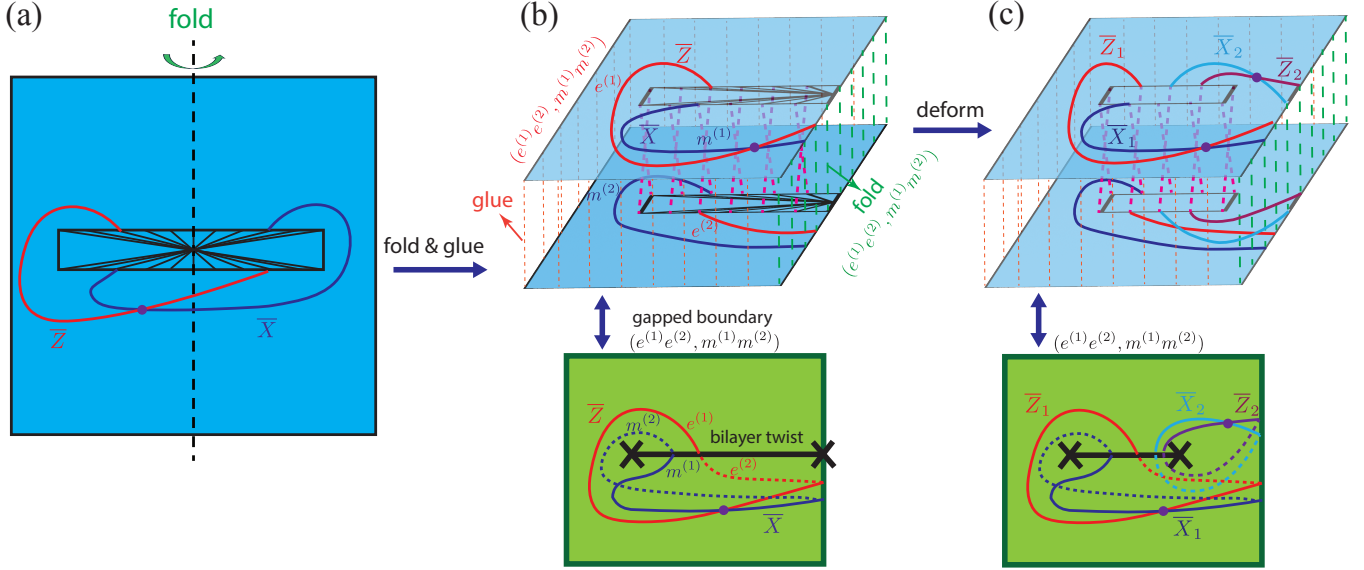 (a)
fold
Z̅
X̅
fold & glue
(b)
(e⁽¹⁾e⁽²⁾, m⁽¹⁾m⁽²⁾)
Z̅
e⁽¹⁾
X̅
m⁽¹⁾
m⁽²⁾
e⁽²⁾
glue
fold
(e⁽¹⁾e⁽²⁾, m⁽¹⁾m⁽²⁾)
gapped boundary
(e⁽¹⁾e⁽²⁾, m⁽¹⁾m⁽²⁾)
Z̅
m⁽²⁾
e⁽¹⁾
bilayer twist
m⁽¹⁾
e⁽²⁾
X̅
deform
(c)
Z̅₁
X̅₂
Z̅₂
X̅₁
(e⁽¹⁾e⁽²⁾, m⁽¹⁾m⁽²⁾)
Z̅₁
X̅₂
Z̅₂
X̅₁